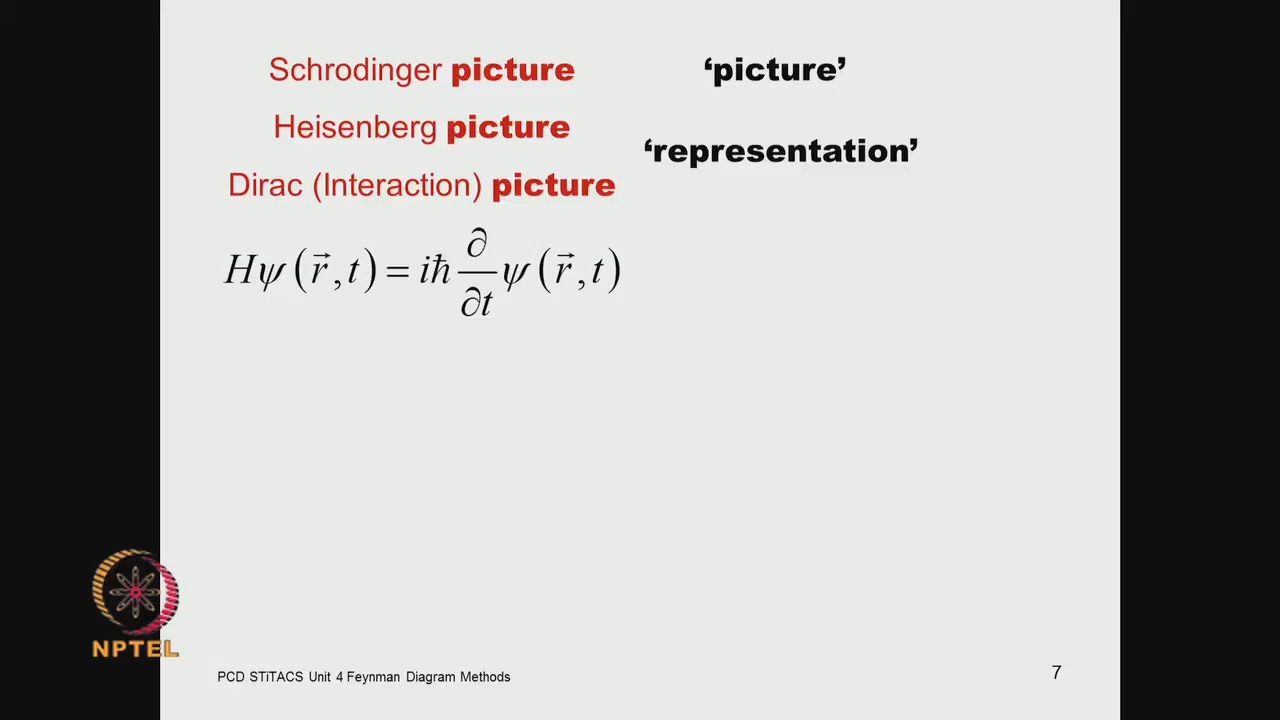 Schrodinger picture
Heisenberg picture
Dirac (Interaction) picture
‘picture’
‘representation’
Hψ(r⃗,t) = iħ ∂/∂t ψ(r⃗,t)
NPTEL
PCD STiTACS Unit 4 Feynman Diagram Methods
7